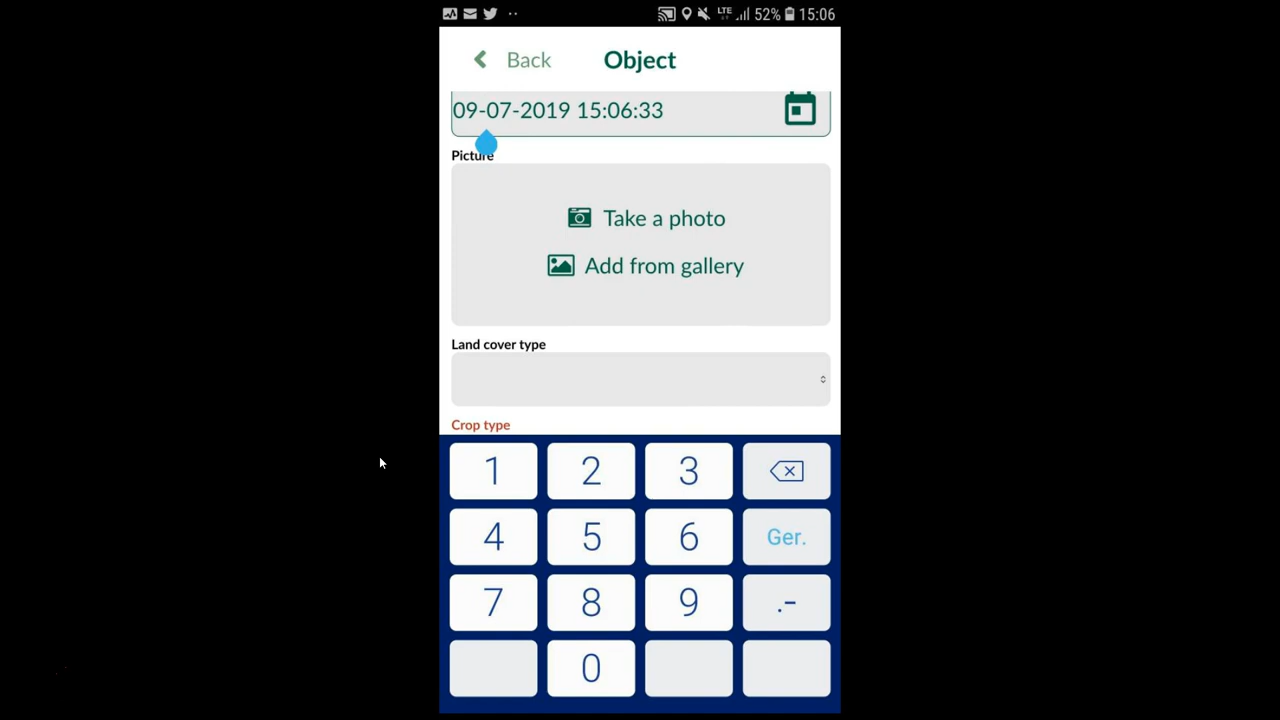 LTE 52% 15:06
Back Object
09-07-2019 15:06:33
Picture
Take a photo
Add from gallery
Land cover type
Crop type
1 2 3
4 5 6 Ger.
7 8 9 .-
0